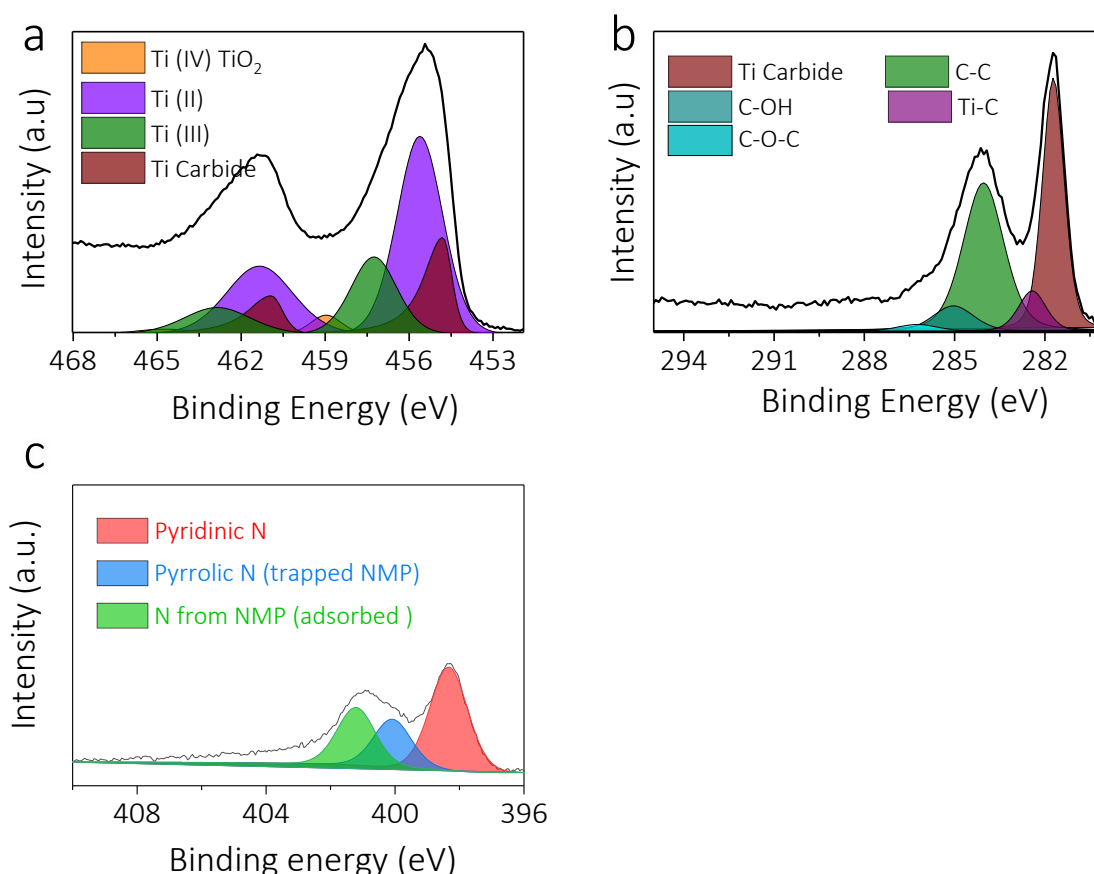 a
Intensity (a.u)
Ti (IV) TiO₂
Ti (II)
Ti (III)
Ti Carbide
468 465 462 459 456 453
Binding Energy (eV)
b
Intensity (a.u)
Ti Carbide
C-OH
C-O-C
C-C
Ti-C
294 291 288 285 282
Binding Energy (eV)
c
Intensity (a.u.)
Pyridinic N
Pyrrolic N (trapped NMP)
N from NMP (adsorbed )
408 404 400 396
Binding energy (eV)